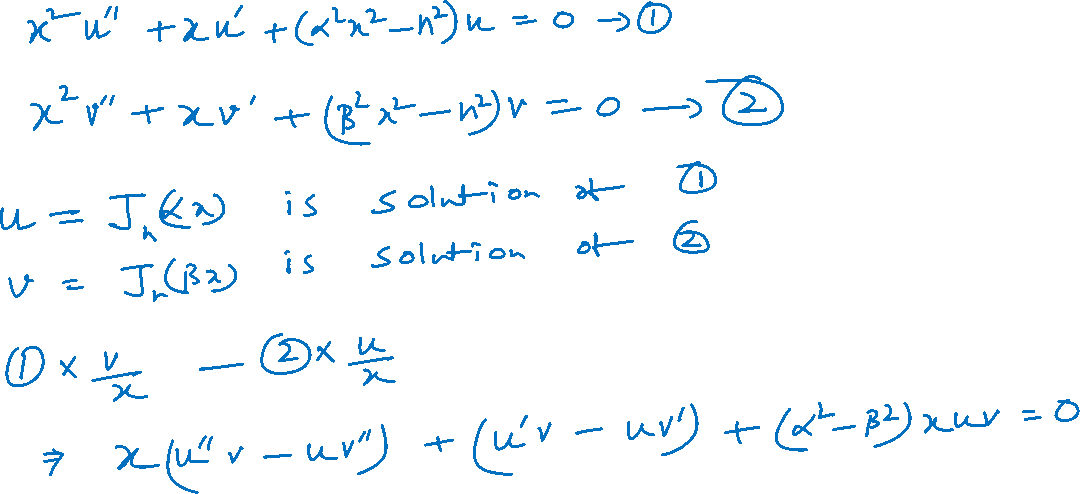 x²u'' + xu' + (α²x² – n²)u = 0 → ①
x²v'' + xv' + (β²x² – n²)v = 0 → ②
u = Jₙ(αx) is solution of ①
v = Jₙ(βx) is solution of ②
① × v/x – ② × u/x
⇒ x(u''v – uv'') + (u'v – uv') + (α² – β²)xuv = 0